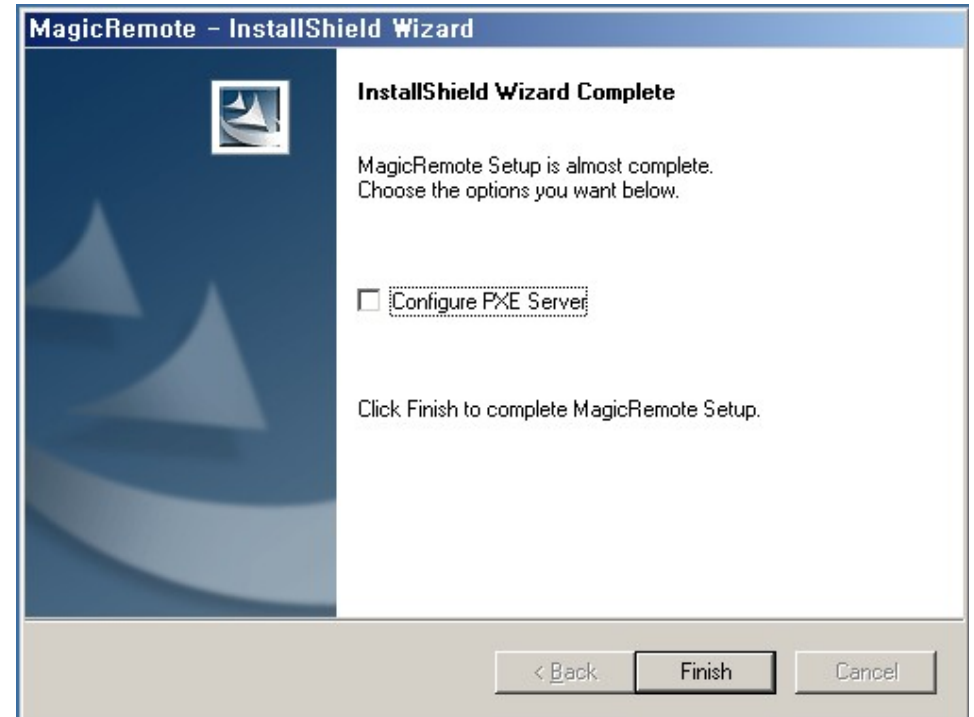 MagicRemote - InstallShield Wizard
InstallShield Wizard Complete
MagicRemote Setup is almost complete.
Choose the options you want below.
Configure PXE Server
Click Finish to complete MagicRemote Setup.
< Back
Finish
Cancel